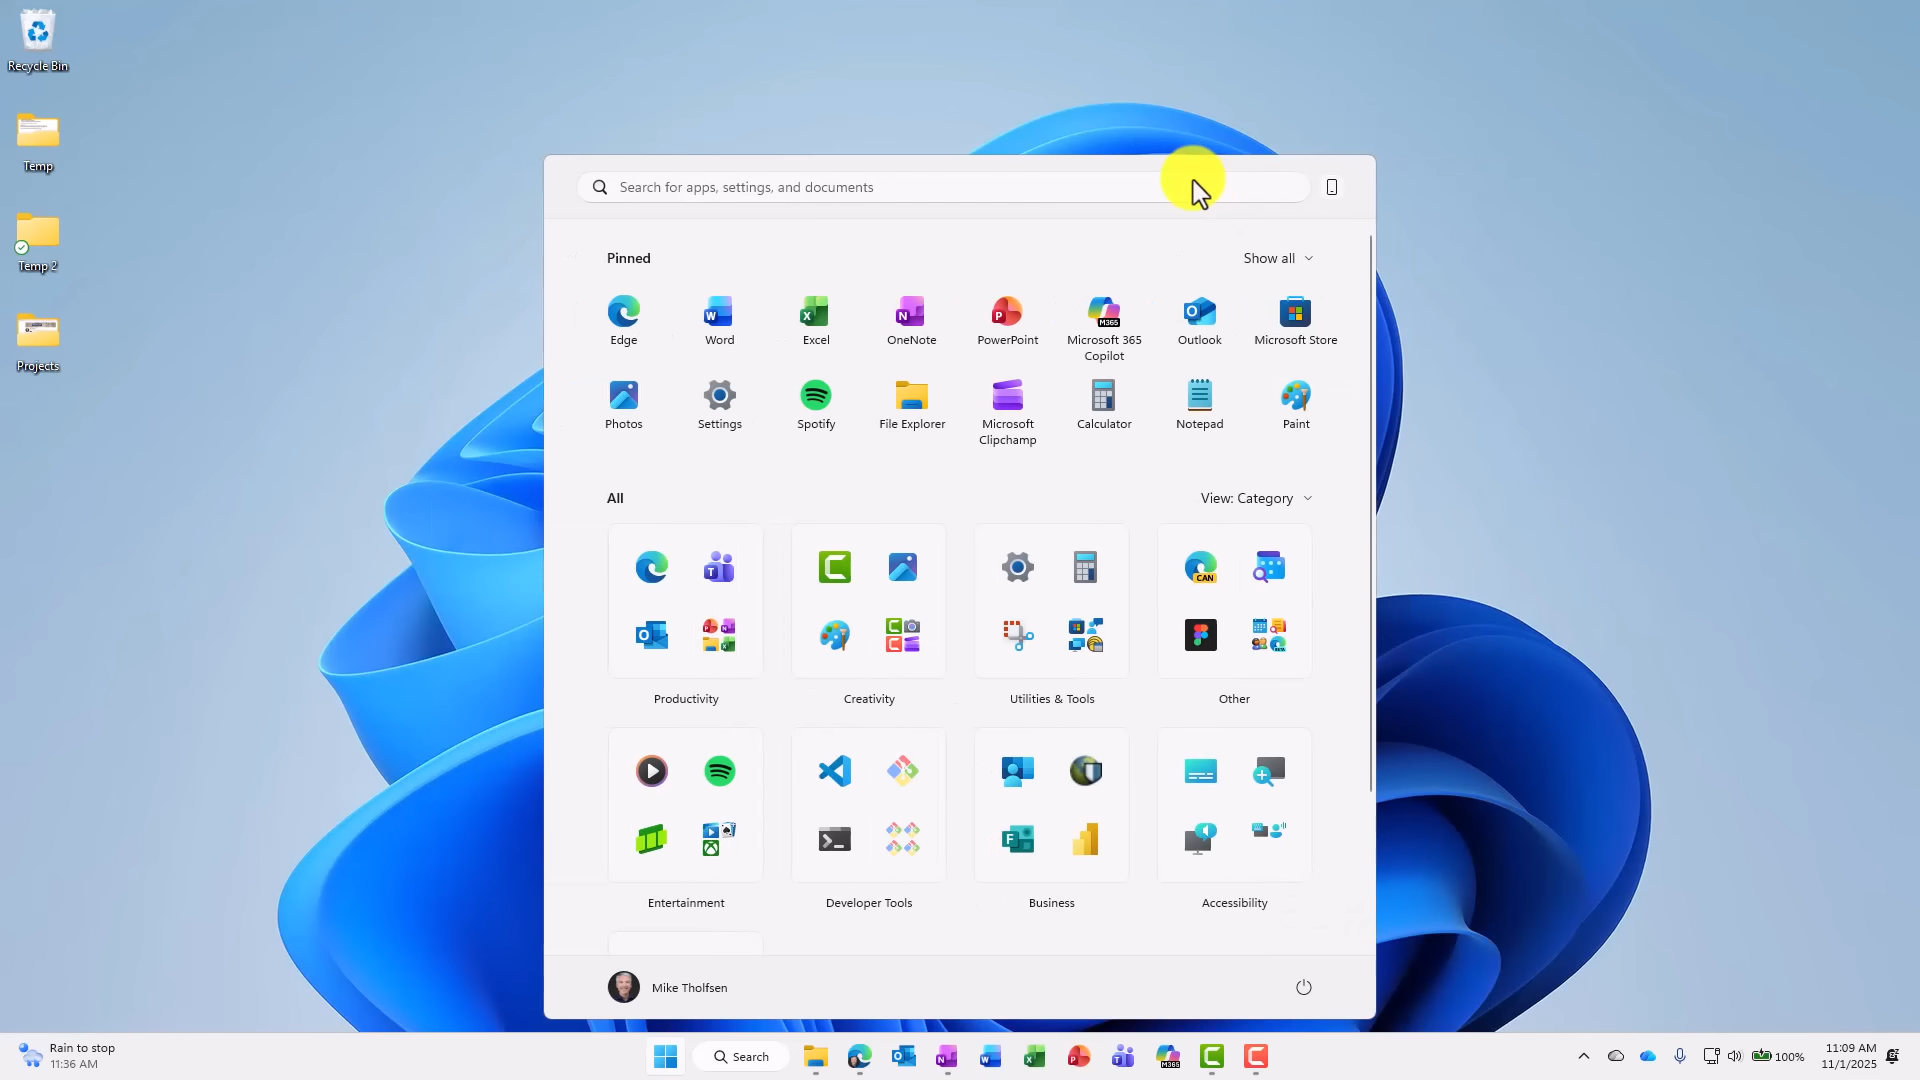 Recycle Bin
Temp
Temp 2
Projects
Search for apps, settings, and documents
Pinned
Show all
Edge
Word
Excel
OneNote
PowerPoint
Microsoft 365
Copilot
Outlook
Microsoft Store
Photos
Settings
Spotify
File Explorer
Microsoft
Clipchamp
Calculator
Notepad
Paint
All
View: Category
Productivity
Creativity
Utilities & Tools
Other
Entertainment
Developer Tools
Business
Accessibility
Mike Tholfsen
Rain to stop
11:36 AM
Search
100%
11:09 AM
11/1/2025
M365
CAN
M365